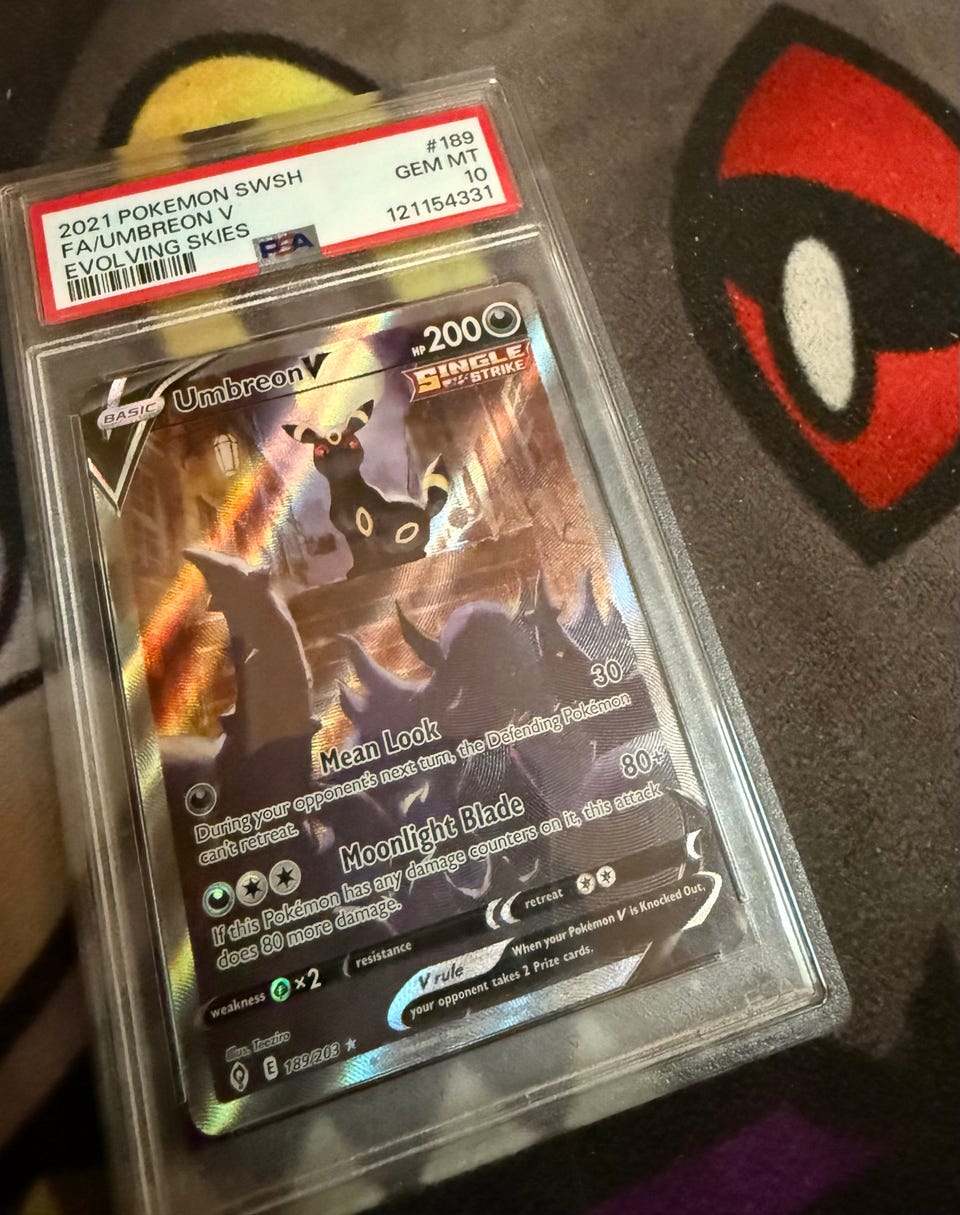 2021 POKEMON SWSH #189
FA/UMBREON V GEM MT
EVOLVING SKIES 10
PSA 121154331
BASIC Umbreon V HP 200
SINGLE STRIKE
Mean Look 30
During your opponent's next turn, the Defending Pokémon
can't retreat.
Moonlight Blade 80+
If this Pokémon has any damage counters on it, this attack
does 80 more damage.
weakness ×2 resistance retreat
V rule When your Pokémon V is Knocked Out,
your opponent takes 2 Prize cards.
Illus. Teeziro
E 189/203